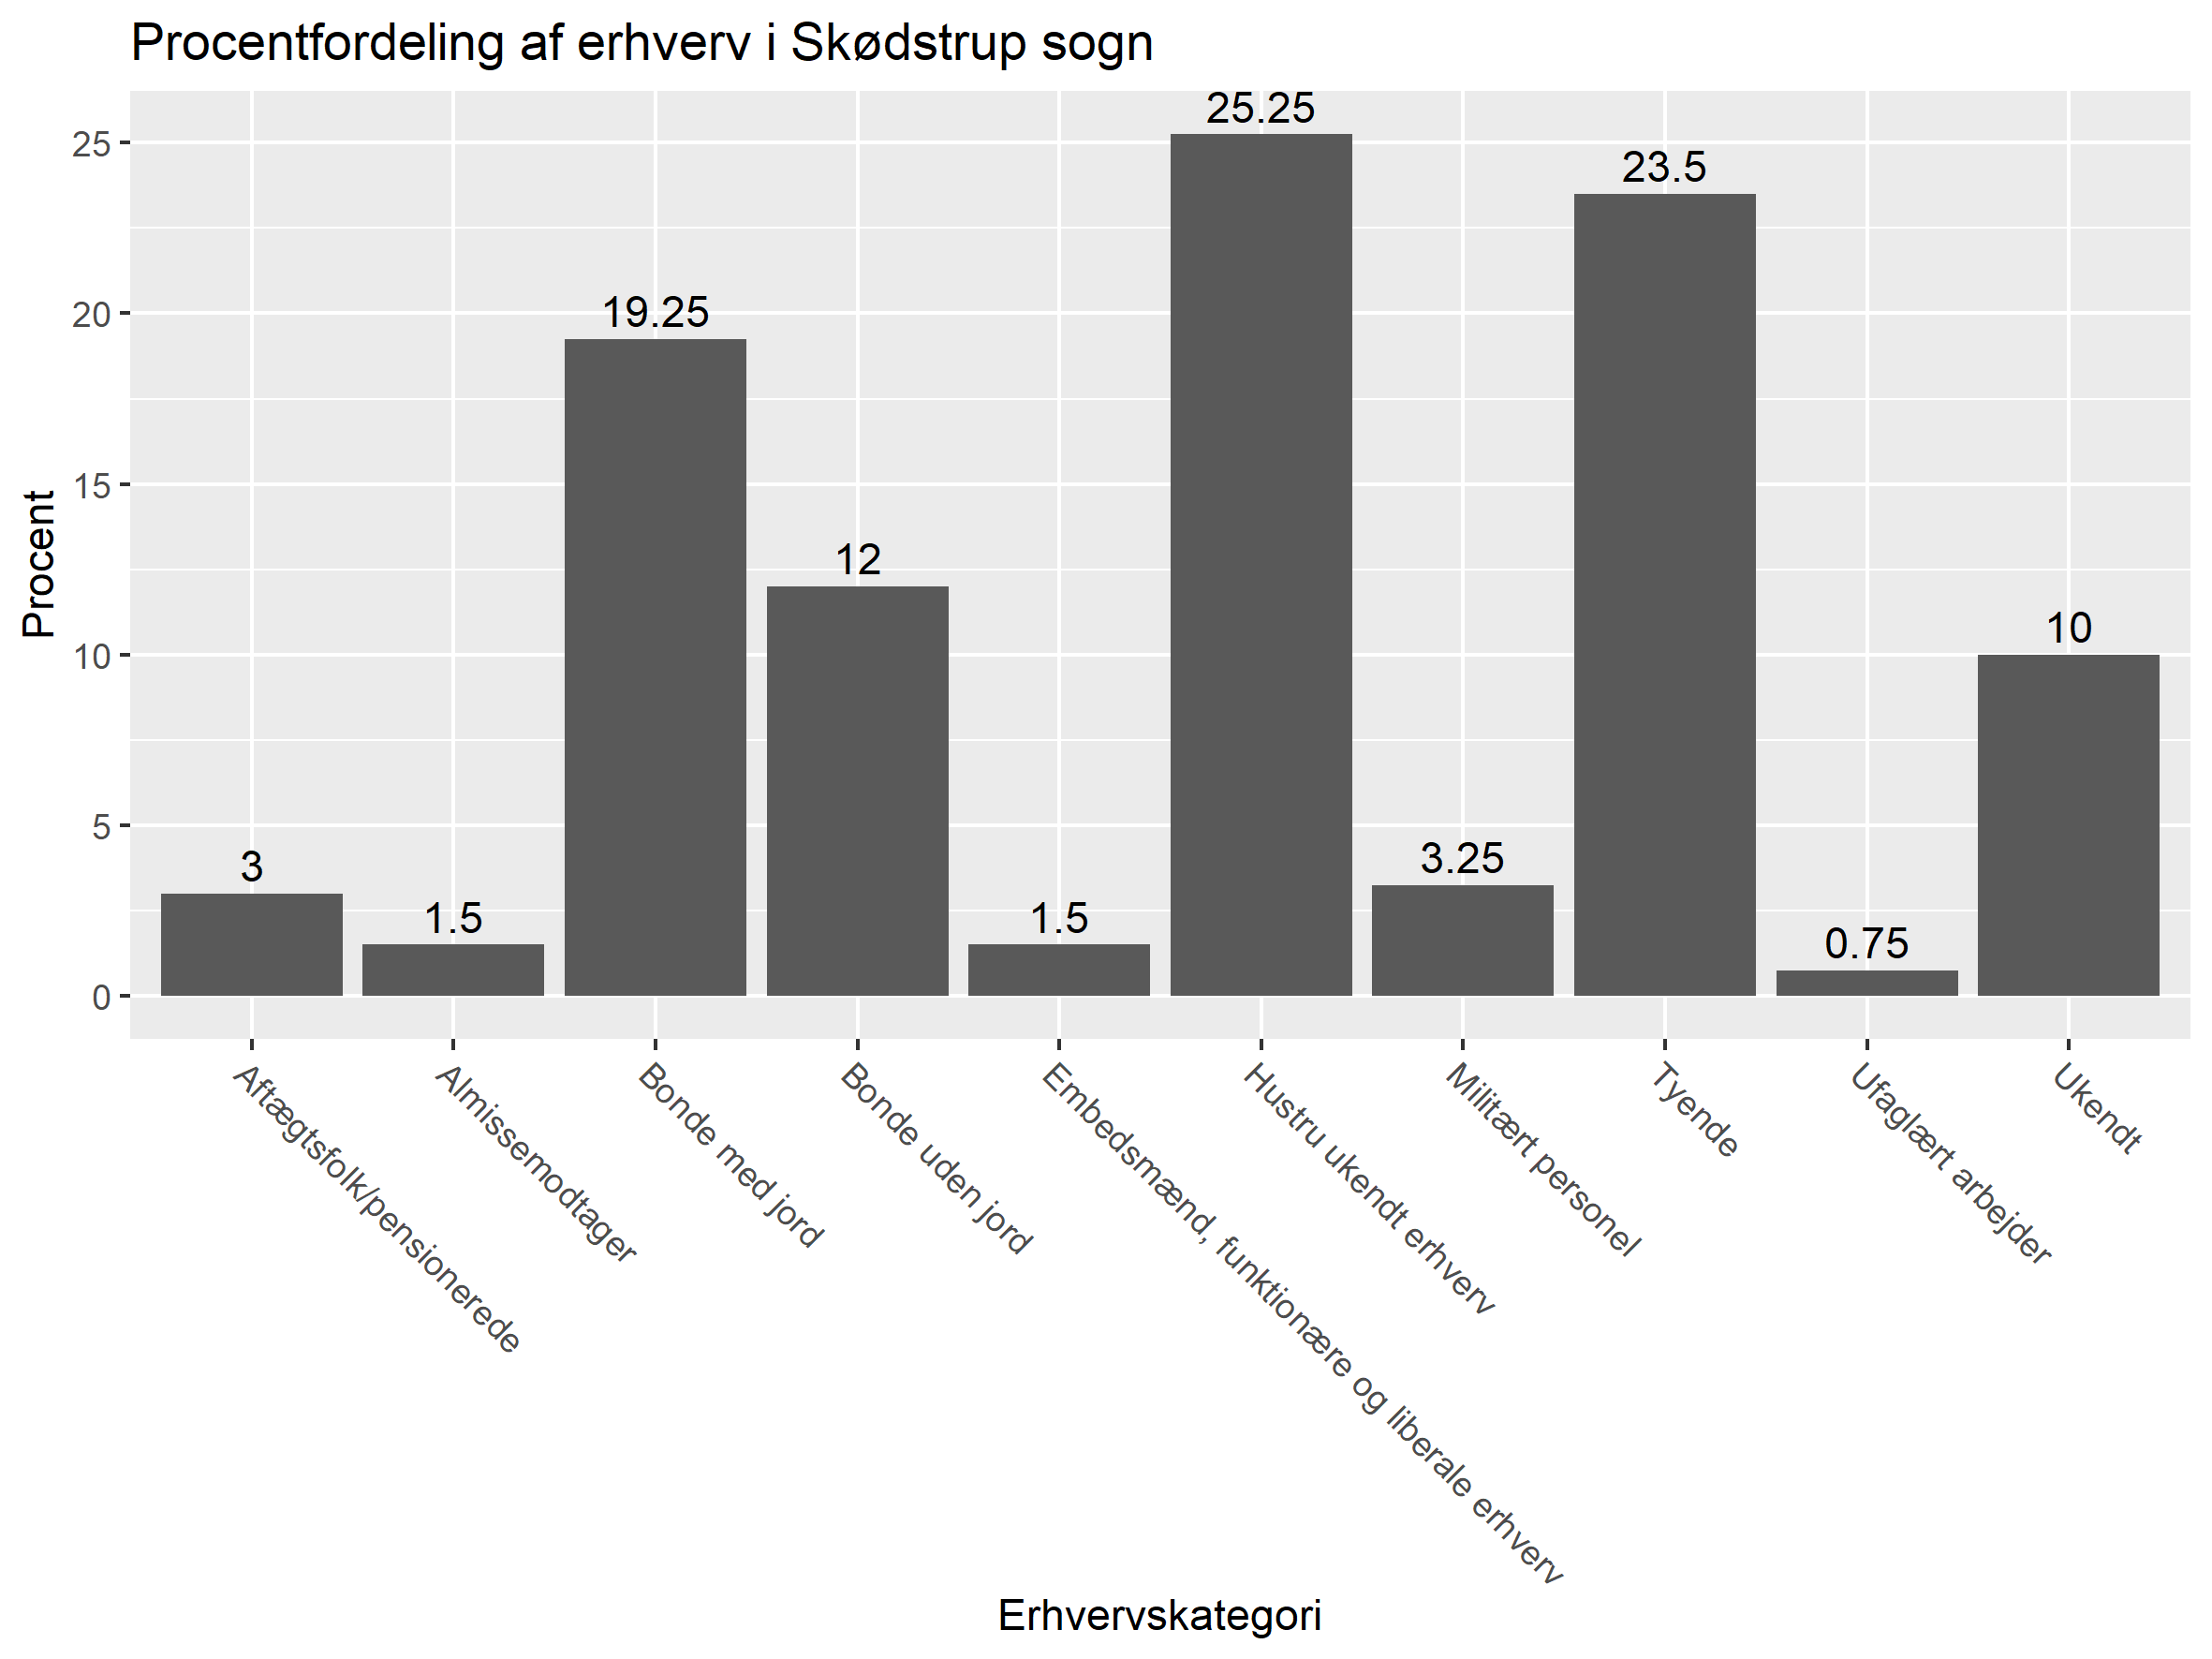 Procentfordeling af erhverv i Skødstrup sogn
Procent
25
20
15
10
5
0
3
1.5
19.25
12
1.5
25.25
3.25
23.5
0.75
10
Aftægtsfolk/pensionerede
Almissemodtager
Bonde med jord
Bonde uden jord
Embedsmænd, funktionære og liberale erhverv
Hustru ukendt erhverv
Militært personel
Tyende
Ufaglært arbejder
Ukendt
Erhvervskategori